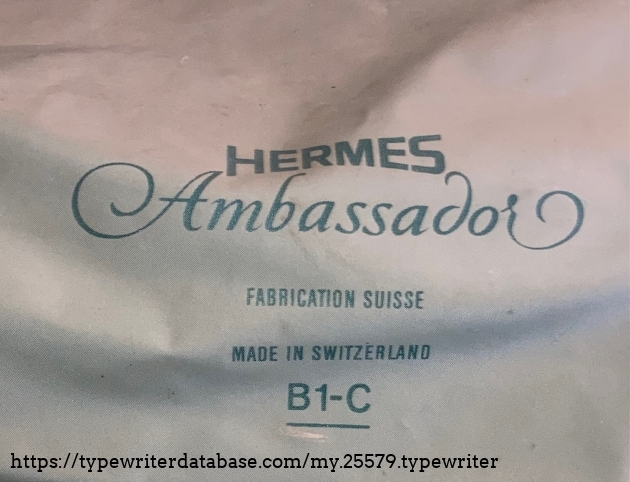 HERMES
Ambassador
FABRICATION SUISSE
MADE IN SWITZERLAND
B1-C
https://typewriterdatabase.com/my.25579.typewriter